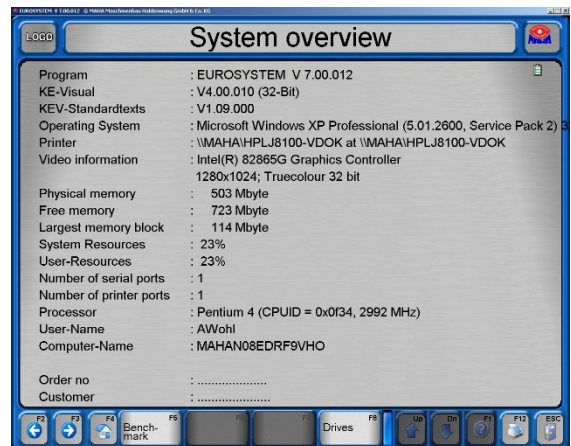 EUROSYSTEM V 7.00.012 © MAHA Maschinenbau Haldenwang GmbH & Co. KG
LOGO
System overview
MAHA
Program : EUROSYSTEM V 7.00.012
KE-Visual : V4.00.010 (32-Bit)
KEV-Standardtexts : V1.09.000
Operating System : Microsoft Windows XP Professional (5.01.2600, Service Pack 2) 3
Printer : \\MAHA\HPLJ8100-VDOK at \\MAHA\HPLJ8100-VDOK
Video information : Intel(R) 82865G Graphics Controller
1280x1024; Truecolour 32 bit
Physical memory : 503 Mbyte
Free memory : 723 Mbyte
Largest memory block : 114 Mbyte
System Resources : 23%
User-Resources : 23%
Number of serial ports : 1
Number of printer ports : 1
Processor : Pentium 4 (CPUID = 0x0f34, 2992 MHz)
User-Name : AWohl
Computer-Name : MAHAN08EDRF9VHO
Order no : .....................
Customer : .....................
F2 F3 F4 F5 F6 F7 F8 Up Dn F1 F12 ESC
Bench-
mark
Drives